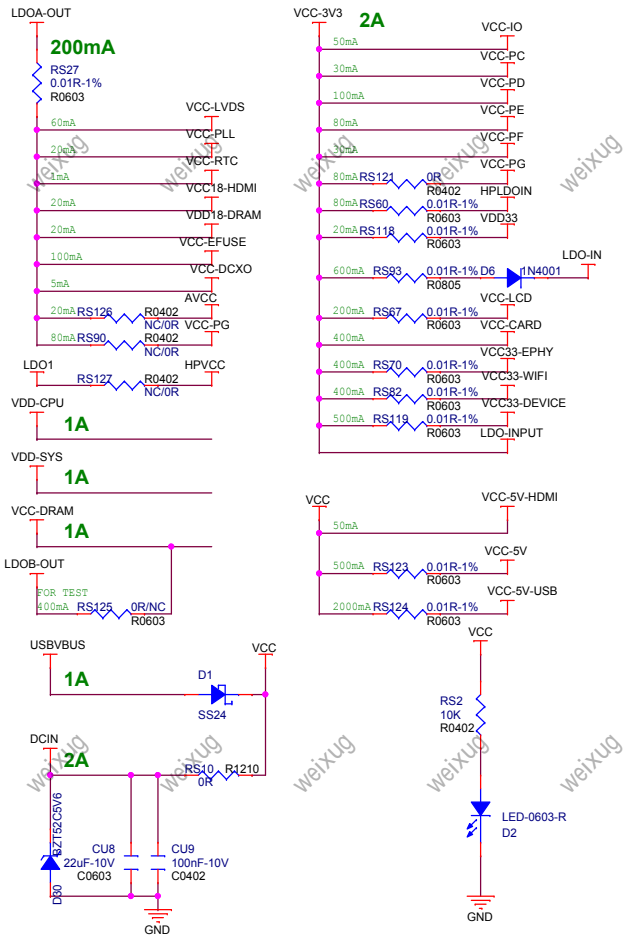 LDOA-OUT
200mA
RS27
0.01R-1%
R0603
VCC-LVDS
60mA
VCC-PLL
20mA
VCC-RTC
1mA
VCC18-HDMI
20mA
VDD18-DRAM
20mA
VCC-EFUSE
100mA
VCC-DCXO
5mA
AVCC
20mA RS126 R0402
NC/0R
VCC-PG
80mA RS90 R0402
NC/0R
LDO1
HPVCC
RS127 R0402
NC/0R
VDD-CPU
1A
VDD-SYS
1A
VCC-DRAM
1A
LDOB-OUT
FOR TEST
400mA RS125 0R/NC
R0603
USBVBUS
1A
D1
SS24
VCC
DCIN
2A
RS10 R1210
0R
BZT52C5V6
D30
CU8
22uF-10V
C0603
CU9
100nF-10V
C0402
GND
VCC-3V3
2A
VCC-IO
50mA
VCC-PC
30mA
VCC-PD
100mA
VCC-PE
80mA
VCC-PF
30mA
VCC-PG
80mA RS121 0R
R0402
HPLDOIN
80mA RS60 0.01R-1%
R0603
VDD33
20mA RS118 0.01R-1%
R0603
LDO-IN
600mA RS93 0.01R-1% D6 1N4001
R0805
VCC-LCD
200mA RS67 0.01R-1%
R0603
VCC-CARD
400mA
VCC33-EPHY
400mA RS70 0.01R-1%
R0603
VCC33-WIFI
400mA RS82 0.01R-1%
R0603
VCC33-DEVICE
500mA RS119 0.01R-1%
R0603
LDO-INPUT
VCC
VCC-5V-HDMI
50mA
VCC-5V
500mA RS123 0.01R-1%
R0603
VCC-5V-USB
2000mA RS124 0.01R-1%
R0603
VCC
RS2
10K
R0402
LED-0603-R
D2
GND
weixug
weixug
weixug
weixug
weixug
weixug
weixug
weixug